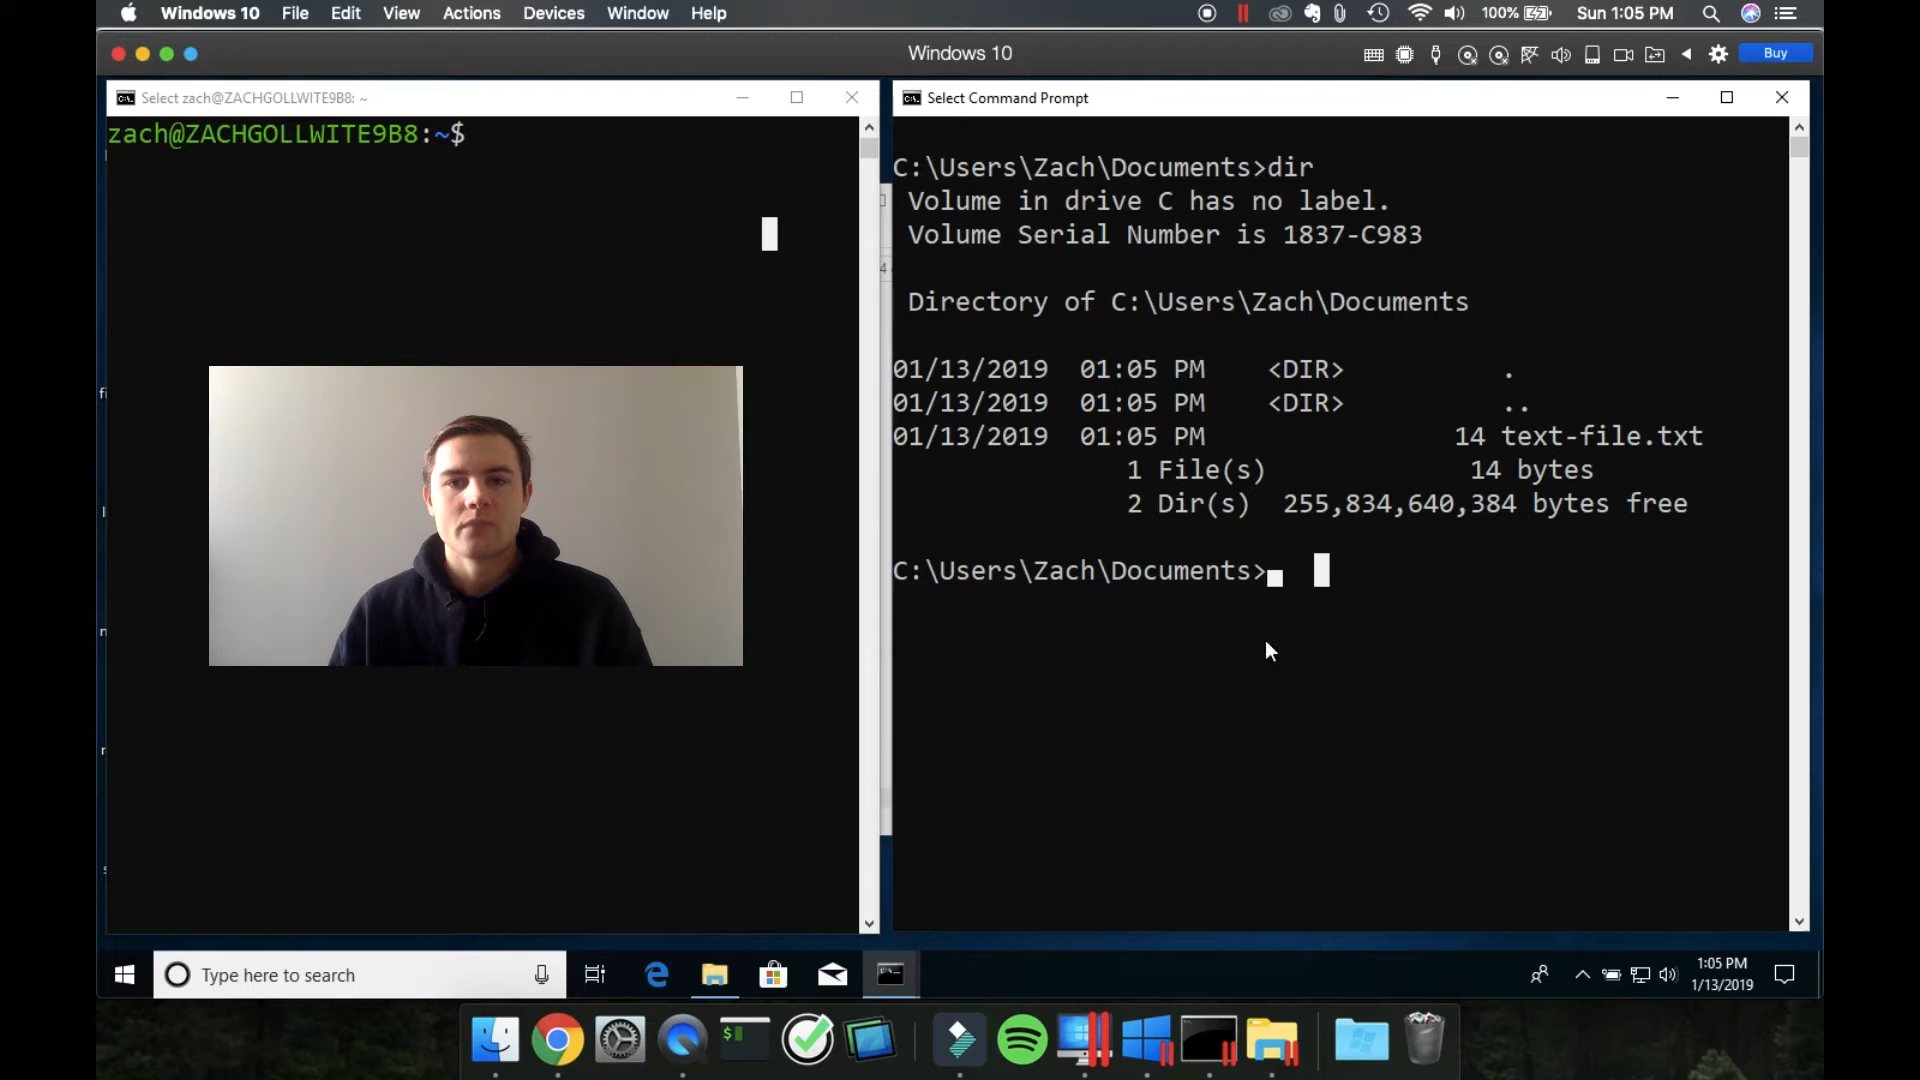 Windows 10 File Edit View Actions Devices Window Help 100% Sun 1:05 PM
Windows 10
Buy
Select zach@ZACHGOLLWITE9B8: ~
zach@ZACHGOLLWITE9B8:~$
Select Command Prompt
C:\Users\Zach\Documents>dir
Volume in drive C has no label.
Volume Serial Number is 1837-C983
Directory of C:\Users\Zach\Documents
01/13/2019 01:05 PM <DIR> .
01/13/2019 01:05 PM <DIR> ..
01/13/2019 01:05 PM 14 text-file.txt
1 File(s) 14 bytes
2 Dir(s) 255,834,640,384 bytes free
C:\Users\Zach\Documents>
Type here to search
1:05 PM
1/13/2019
$